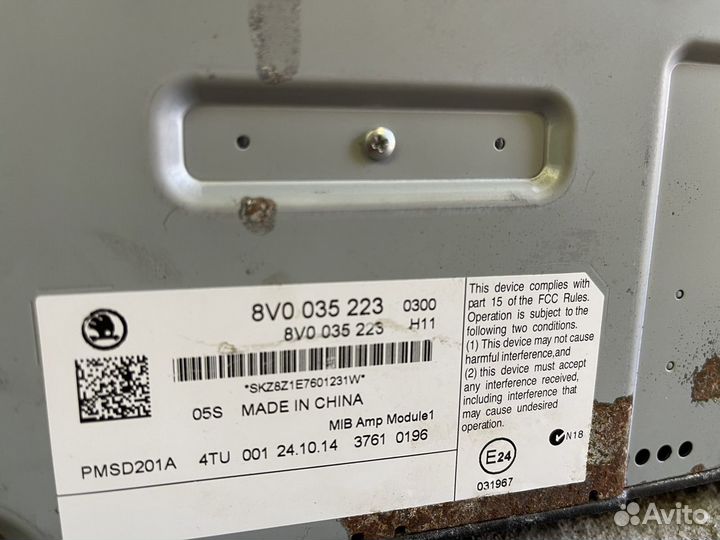 8V0 035 223 0300
8V0 035 223 H11
*SKZ8Z1E7601231W*
05S MADE IN CHINA
MIB Amp Module1
PMSD201A 4TU 001 24.10.14 3761 0196
This device complies with
part 15 of the FCC Rules.
Operation is subject to the
following two conditions.
(1) This device may not cause
harmful interference,and
(2) this device must accept
any interference received,
including interference that
may cause undesired
operation.
E24
031967
N18
Avito